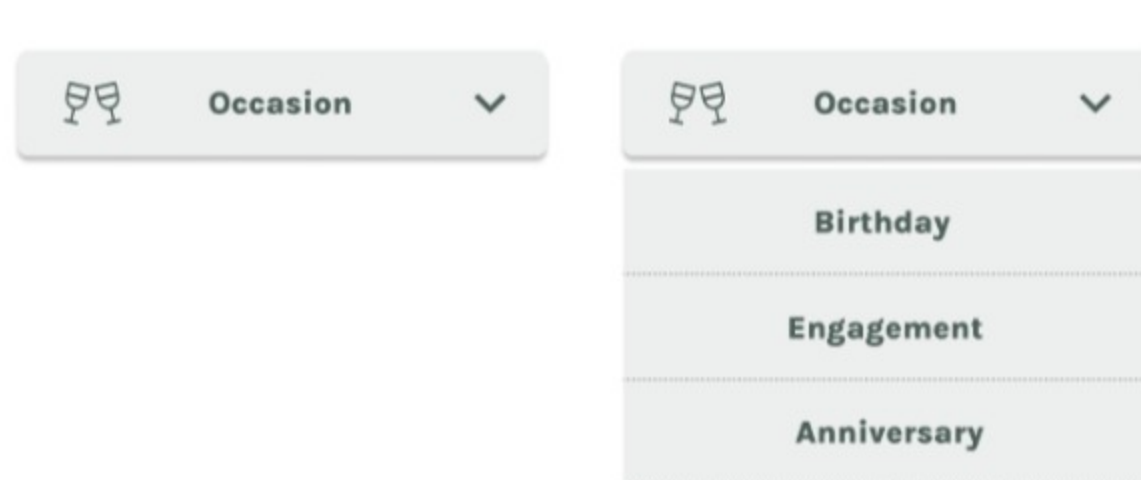 Occasion
Occasion
Birthday
Engagement
Anniversary